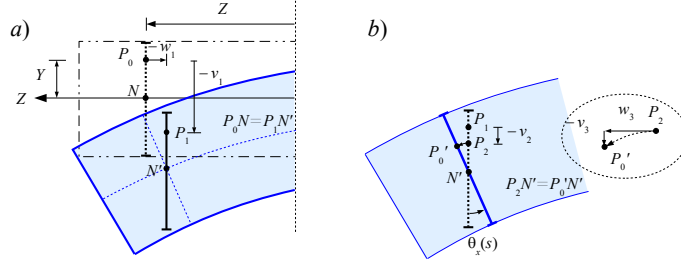 a)
Z
P₀
−w₁
Y
−v₁
Z
N
P₀N=P₁N'
P₁
N'
b)
P₁
−v₂
P₂
P₀'
N'
P₂N'=P₀'N'
θₓ(s)
−v₃
w₃
P₂
P₀'